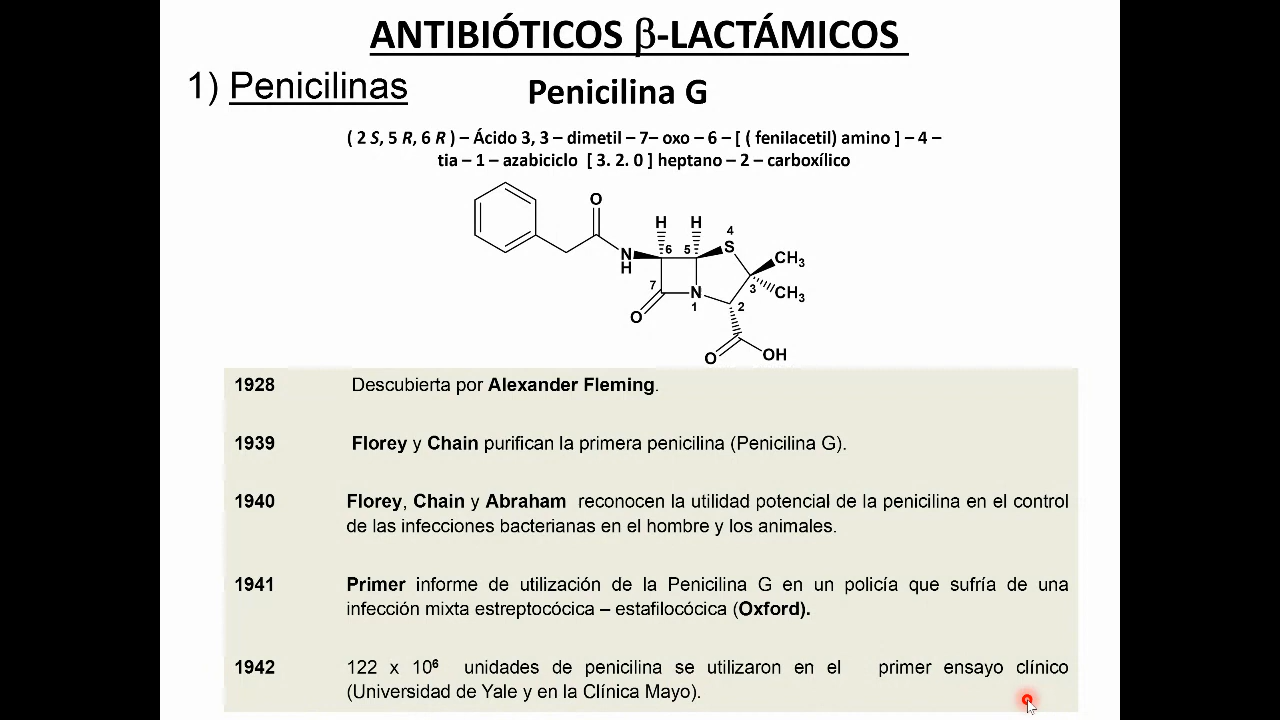 ANTIBIÓTICOS β-LACTÁMICOS
1) Penicilinas
Penicilina G
( 2 S, 5 R, 6 R ) – Ácido 3, 3 – dimetil – 7– oxo – 6 – [ ( fenilacetil) amino ] – 4 –
tia – 1 – azabiciclo [ 3. 2. 0 ] heptano – 2 – carboxílico
O
H H 4
S CH3
N 6 5
H
7 3 CH3
N
O 1 2
O OH
1928 Descubierta por Alexander Fleming.
1939 Florey y Chain purifican la primera penicilina (Penicilina G).
1940 Florey, Chain y Abraham reconocen la utilidad potencial de la penicilina en el control
de las infecciones bacterianas en el hombre y los animales.
1941 Primer informe de utilización de la Penicilina G en un policía que sufría de una
infección mixta estreptocócica – estafilocócica (Oxford).
1942 122 x 10⁶ unidades de penicilina se utilizaron en el primer ensayo clínico
(Universidad de Yale y en la Clínica Mayo).